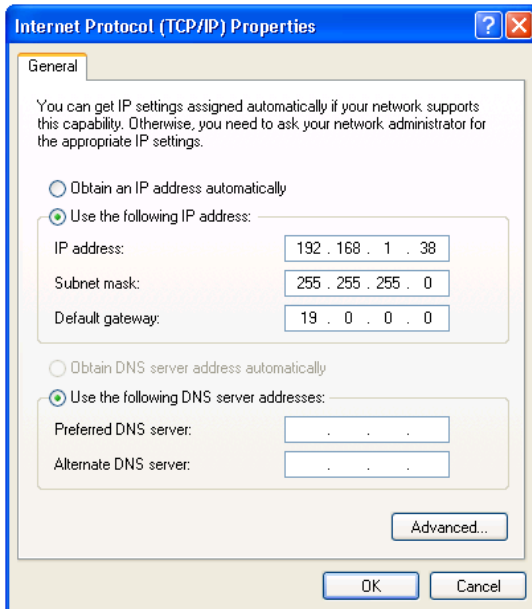 Internet Protocol (TCP/IP) Properties
General
You can get IP settings assigned automatically if your network supports
this capability. Otherwise, you need to ask your network administrator for
the appropriate IP settings.
Obtain an IP address automatically
Use the following IP address:
IP address: 192 . 168 . 1 . 38
Subnet mask: 255 . 255 . 255 . 0
Default gateway: 19 . 0 . 0 . 0
Obtain DNS server address automatically
Use the following DNS server addresses:
Preferred DNS server: . . .
Alternate DNS server: . . .
Advanced...
OK Cancel